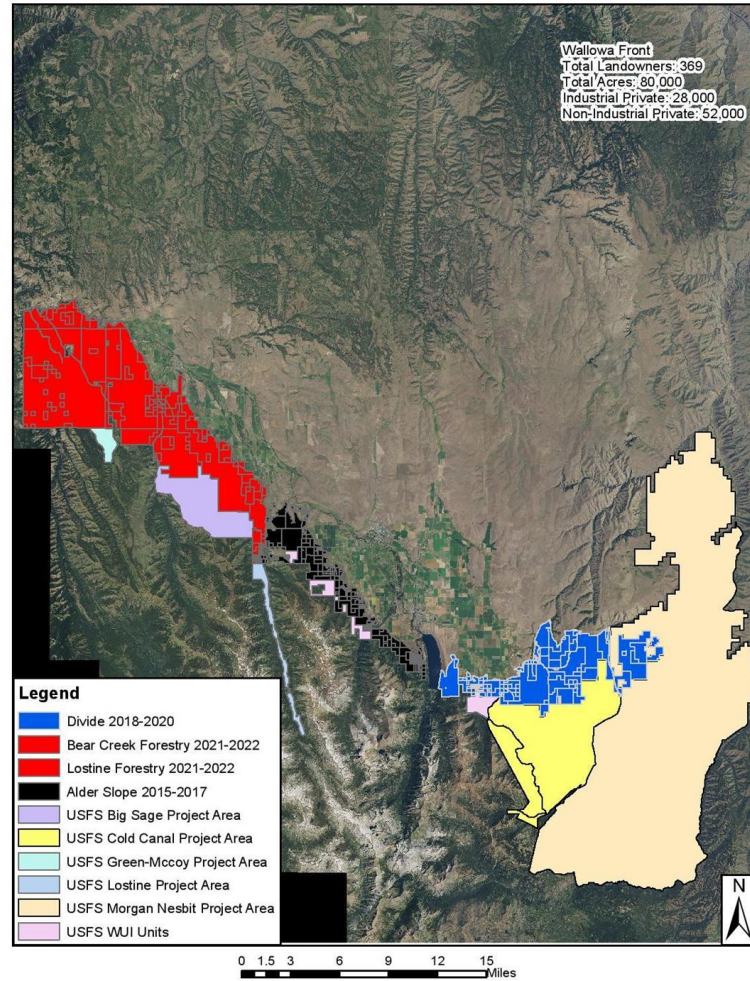 Wallowa Front
Total Landowners: 369
Total Acres: 80,000
Industrial Private: 28,000
Non-Industrial Private: 52,000
Legend
Divide 2018-2020
Bear Creek Forestry 2021-2022
Lostine Forestry 2021-2022
Alder Slope 2015-2017
USFS Big Sage Project Area
USFS Cold Canal Project Area
USFS Green-Mccoy Project Area
USFS Lostine Project Area
USFS Morgan Nesbit Project Area
USFS WUI Units
N
0 1.5 3 6 9 12 15
Miles